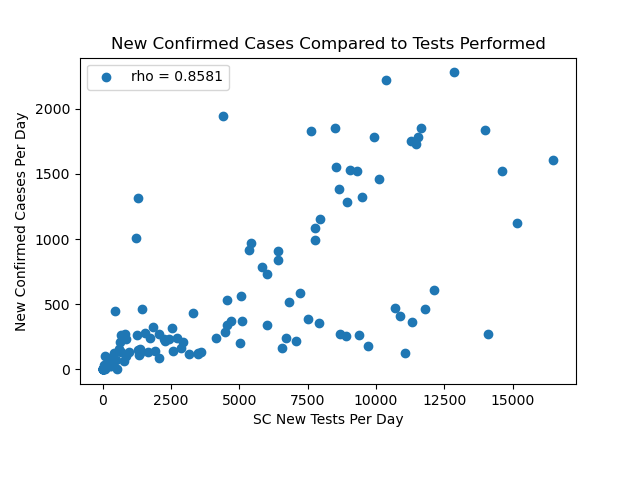 New Confirmed Cases Compared to Tests Performed
rho = 0.8581
New Confirmed Caeses Per Day
2000
1500
1000
500
0
0 2500 5000 7500 10000 12500 15000
SC New Tests Per Day